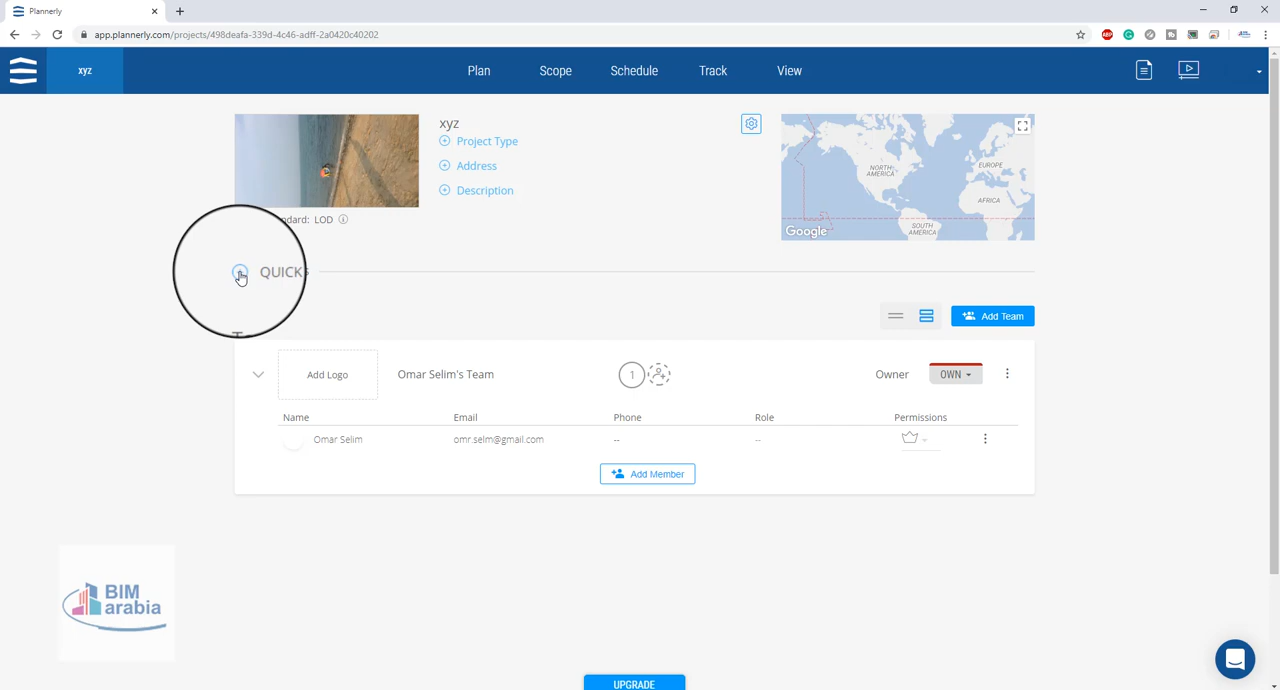 Plannerly
app.plannerly.com/projects/498deafa-339d-4c46-adff-2a0420c40202
xyz
Plan
Scope
Schedule
Track
View
xyz
Project Type
Address
Description
LOD
NORTH
AMERICA
EUROPE
AFRICA
SOUTH
AMERICA
Google
QUICK
Add Team
Add Logo
Omar Selim's Team
1
Owner
OWN
Name
Email
Phone
Role
Permissions
Omar Selim
omr.selm@gmail.com
--
--
Add Member
BIM
arabia
UPGRADE